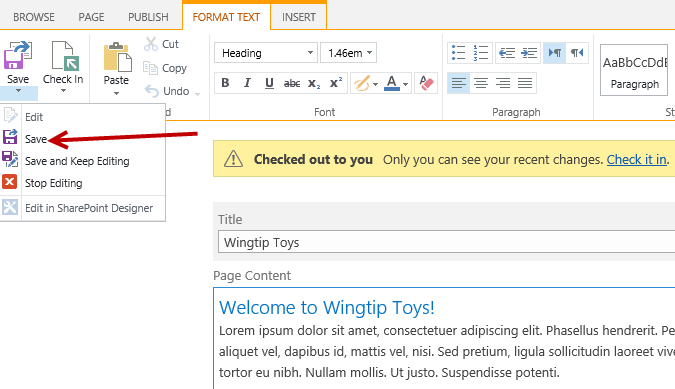 BROWSE PAGE PUBLISH FORMAT TEXT INSERT
Save Check In Paste Cut
Copy
Undo
Heading 1.46em
B I U abc x₂ x² A A
Font
Paragraph
AaBbCcDdE
Paragraph
Edit
Save
Save and Keep Editing
Stop Editing
Edit in SharePoint Designer
Checked out to you Only you can see your recent changes. Check it in.
Title
Wingtip Toys
Page Content
Welcome to Wingtip Toys!
Lorem ipsum dolor sit amet, consectetuer adipiscing elit. Phasellus hendrerit. Pe
aliquet vel, dapibus id, mattis vel, nisi. Sed pretium, ligula sollicitudin laoreet vive
tortor eu nibh. Nullam mollis. Ut justo. Suspendisse potenti.